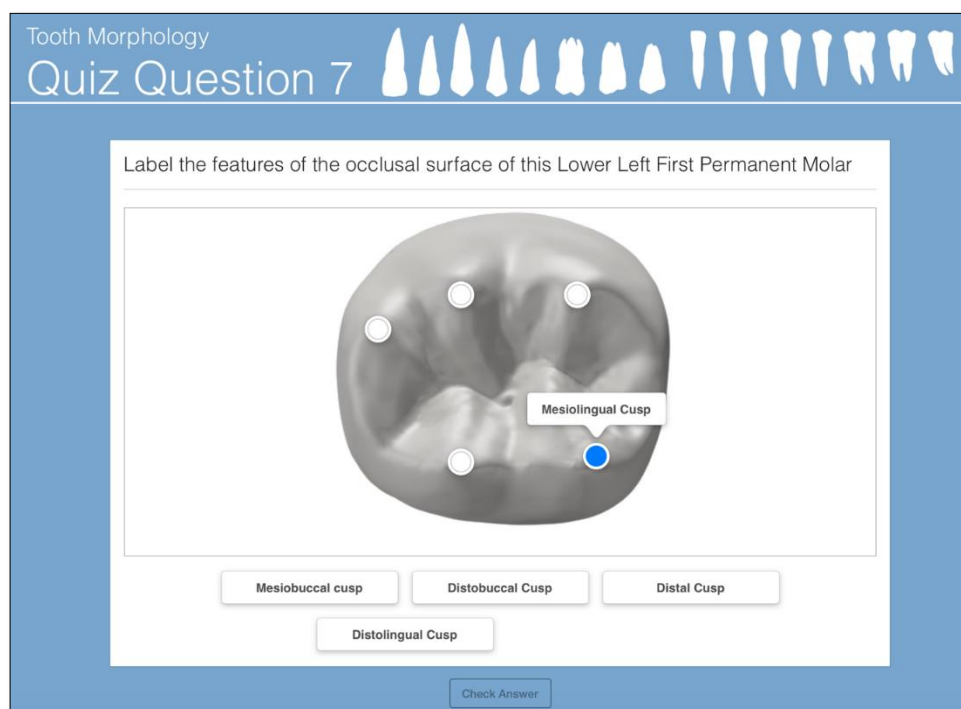 Tooth Morphology
Quiz Question 7
Label the features of the occlusal surface of this Lower Left First Permanent Molar
Mesiolingual Cusp
Mesiobuccal cusp
Distobuccal Cusp
Distal Cusp
Distolingual Cusp
Check Answer